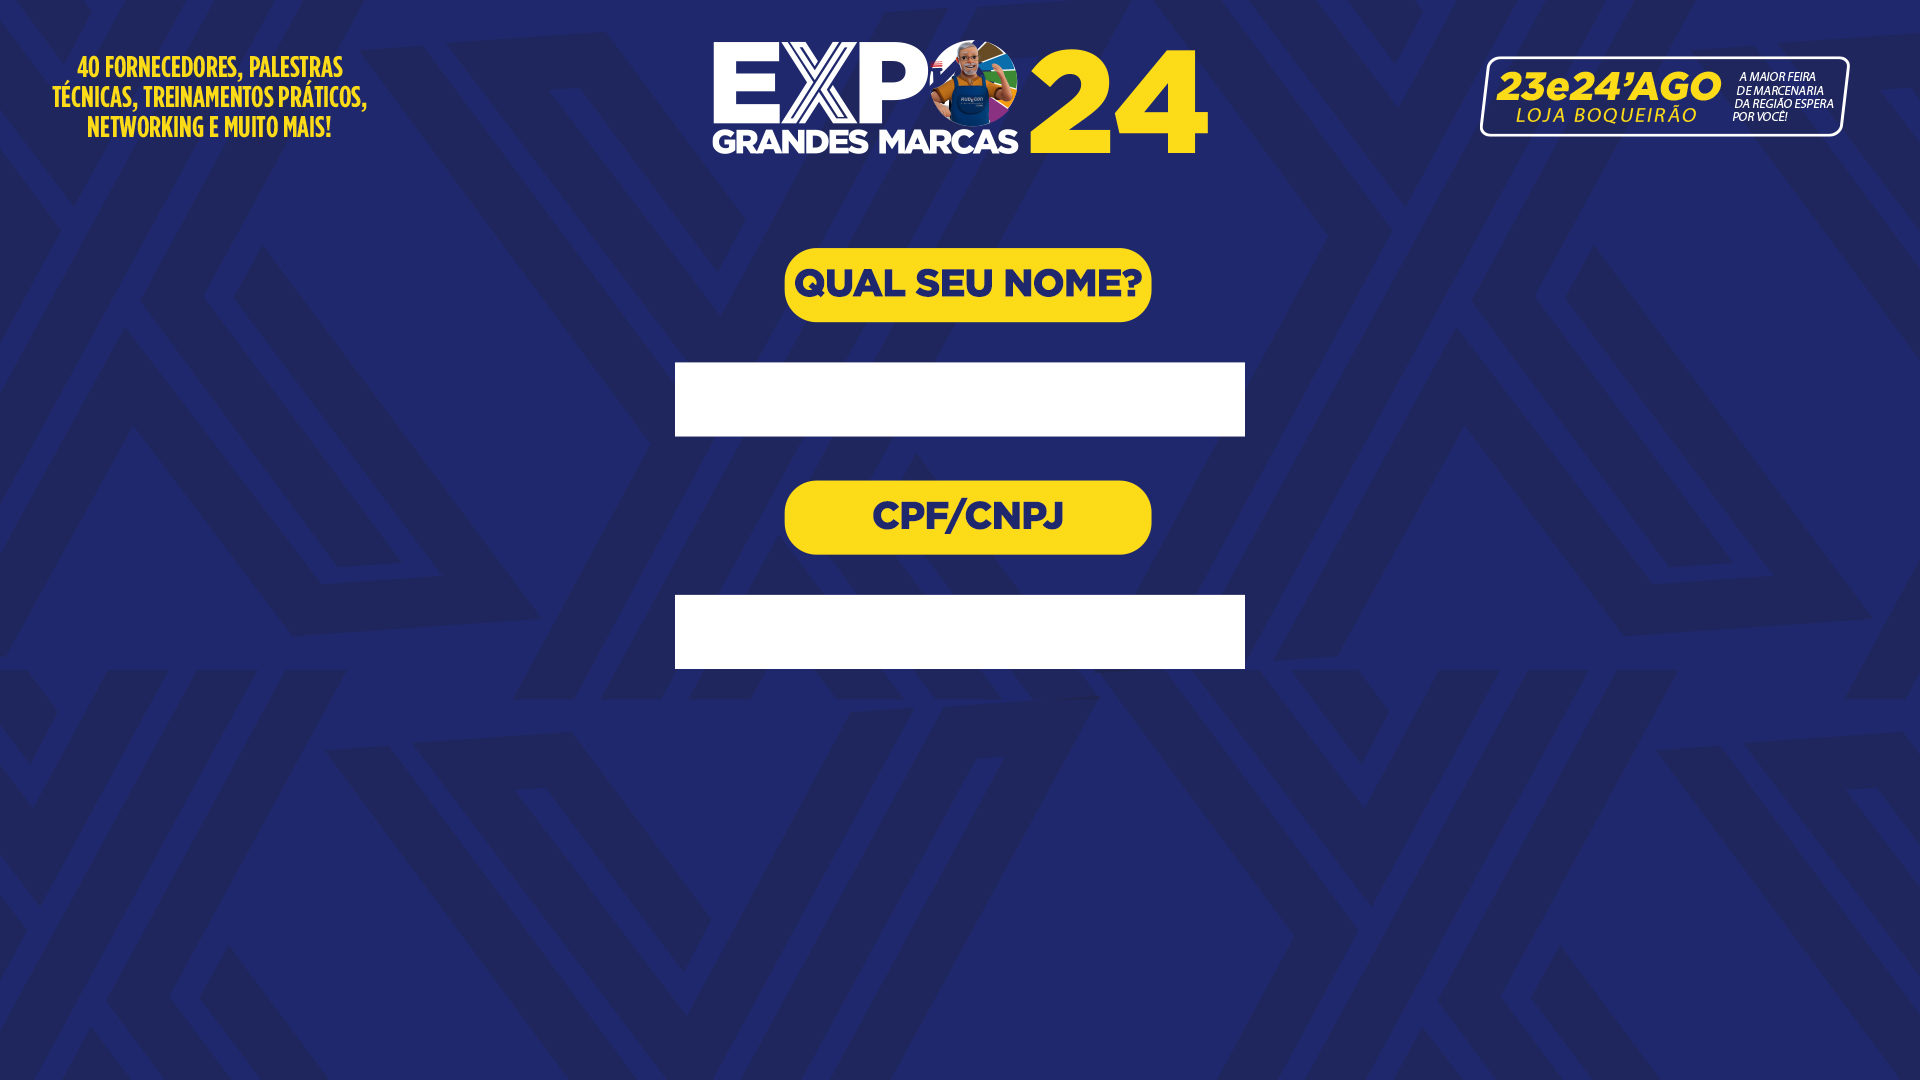 40 FORNECEDORES, PALESTRAS
TÉCNICAS, TREINAMENTOS PRÁTICOS,
NETWORKING E MUITO MAIS!
EXPO 24
GRANDES MARCAS
23e24'AGO
LOJA BOQUEIRÃO
A MAIOR FEIRA
DE MARCENARIA
DA REGIÃO ESPERA
POR VOCÊ!
QUAL SEU NOME?
CPF/CNPJ